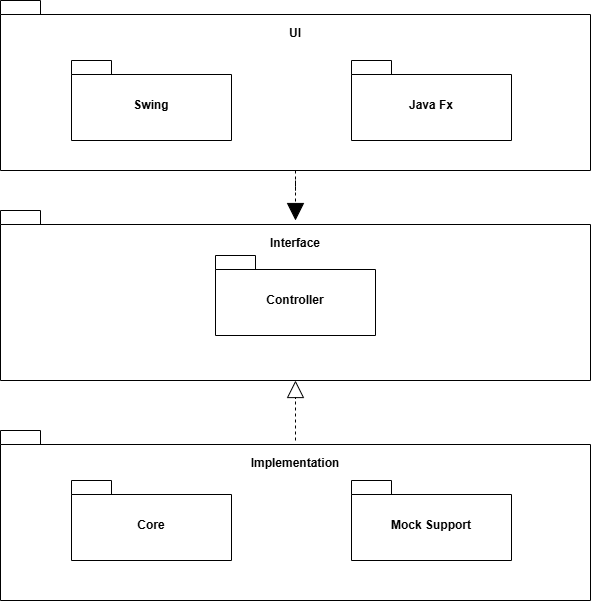 UI
Swing
Java Fx
Interface
Controller
Implementation
Core
Mock Support